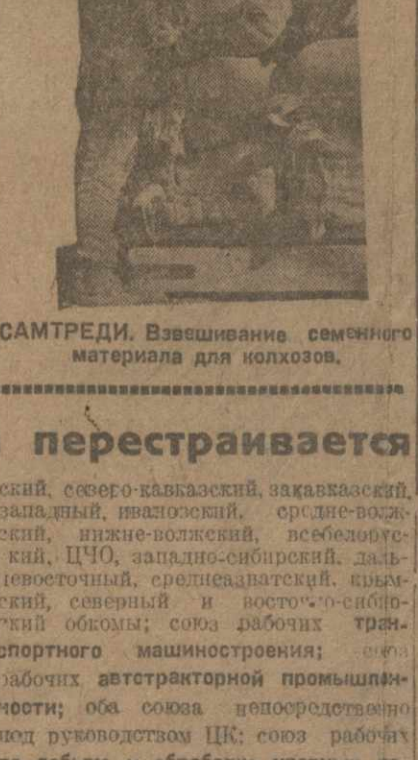 САМТРЕДИ. Взвешивание семенного
материала для колхозов.
перестраивается
ский, северо-кавказский, закавказский,
западный, ивановский, средне-волж-
ский, нижне-волжский, всебелорус-
кий, ЦЧО, западно-сибирский, даль-
невосточный, среднеазиатский, крым-
ский, северный и восточно-сибир-
ский обкомы; союз рабочих тран-
спортного машиностроения; союз
рабочих автотракторной промышлен-
ности; оба союза непосредственно
под руководством ЦК; союз рабочих